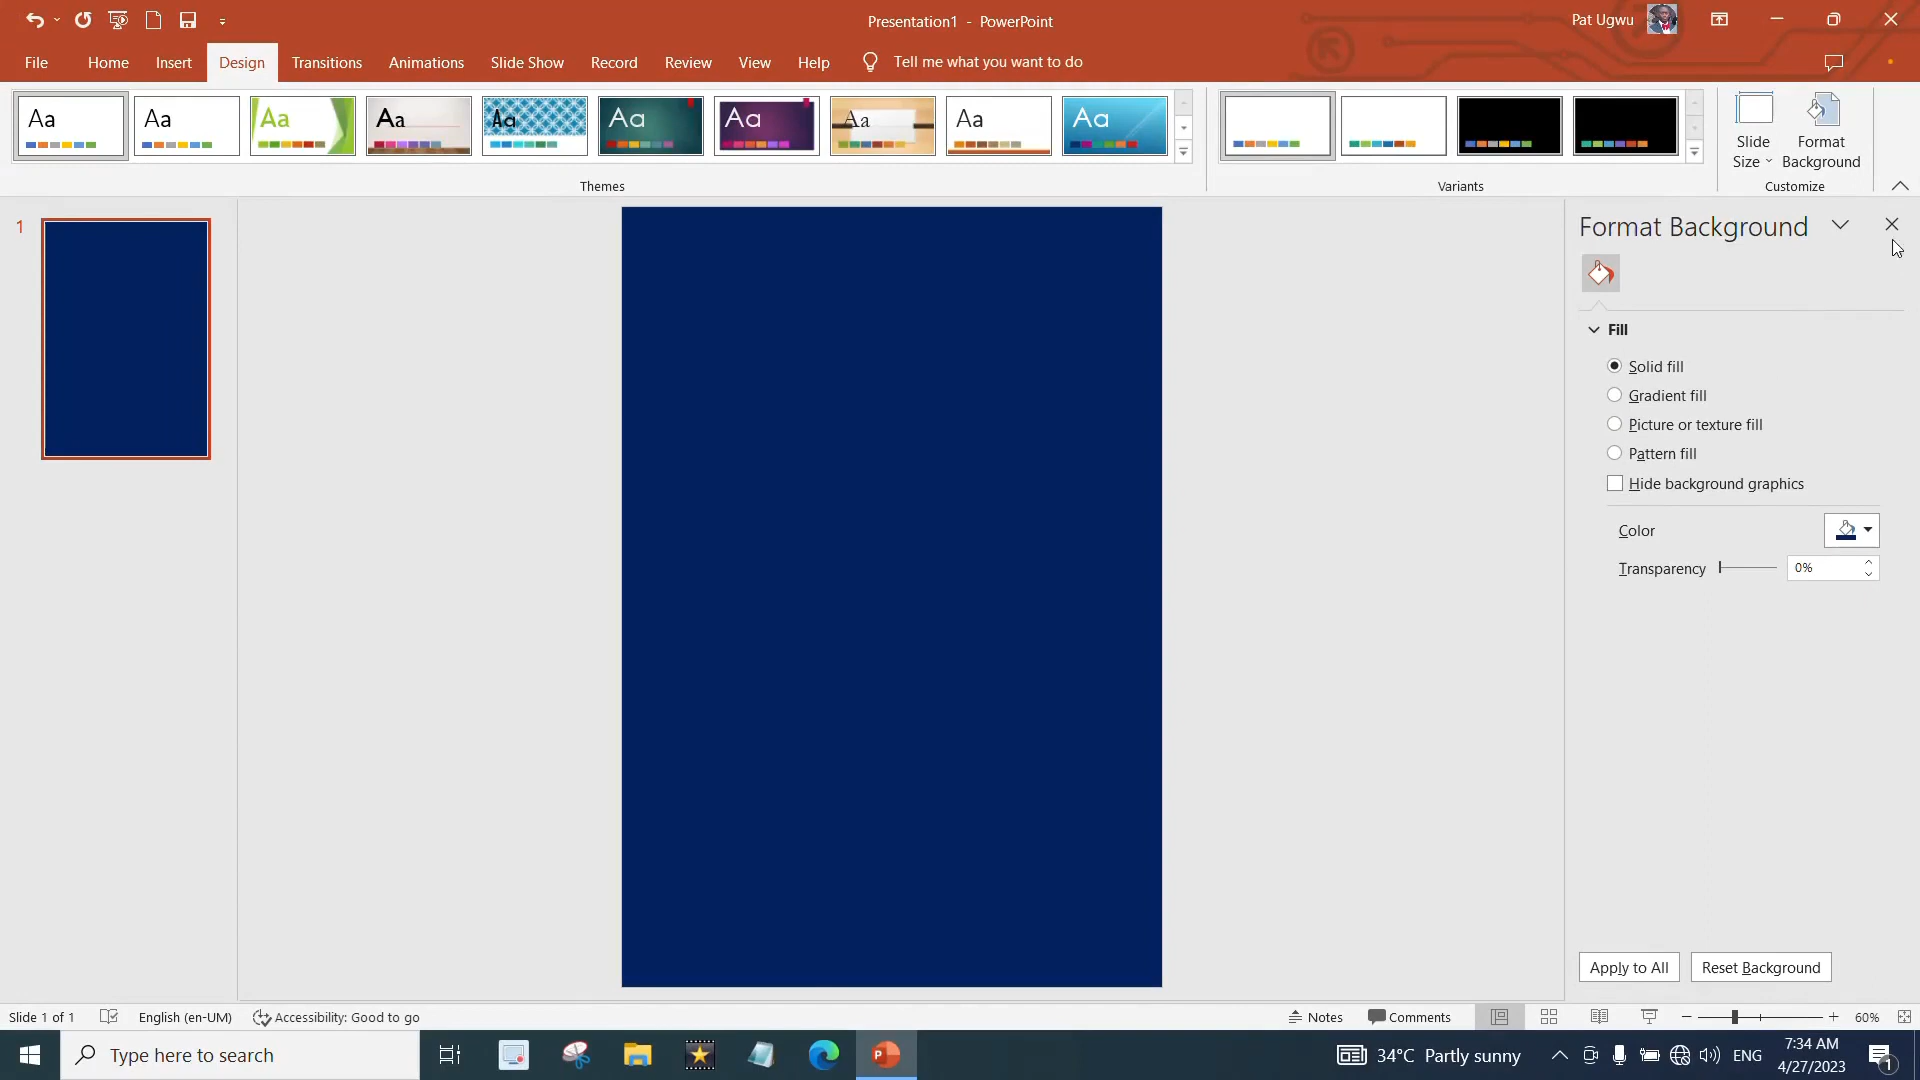 Presentation1 - PowerPoint
Pat Ugwu
File Home Insert Design Transitions Animations Slide Show Record Review View Help Tell me what you want to do
Aa Aa Aa Aa Aa Aa Aa Aa Aa Aa
Slide Size
Format Background
Themes
Variants
Customize
1
Format Background
Fill
Solid fill
Gradient fill
Picture or texture fill
Pattern fill
Hide background graphics
Color
Transparency 0%
Apply to All Reset Background
Slide 1 of 1 English (en-UM) Accessibility: Good to go Notes Comments 60%
Type here to search
P
34°C Partly sunny
ENG
7:34 AM
4/27/2023
1